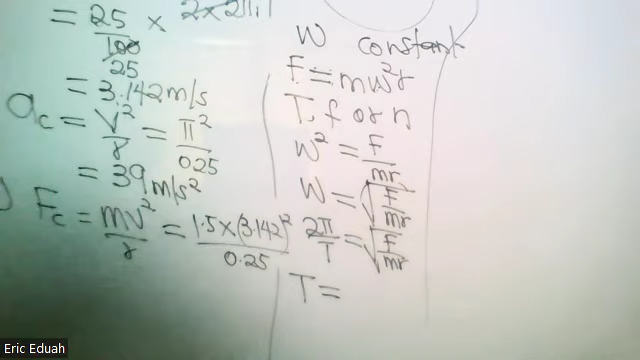 = 25/100 × 2×2π.1
25
= 3.142 m/s
ac = v²/r = π²/0.25
= 39 m/s²
Fc = mv²/r = 1.5×(3.142)²/0.25
W constant
F = mw²r
T, f or n
W² = F/mr
W = √F/mr
2π/T = √F/mr
T =
Eric Eduah